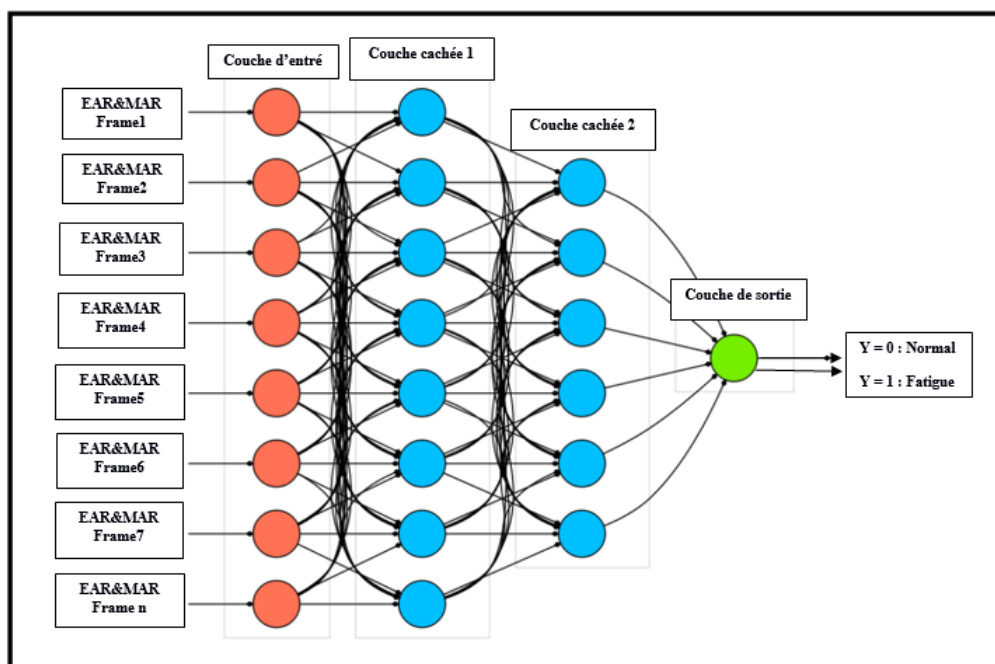 Couche d'entré
Couche cachée 1
Couche cachée 2
Couche de sortie
EAR&MAR
Frame1
EAR&MAR
Frame2
EAR&MAR
Frame3
EAR&MAR
Frame4
EAR&MAR
Frame5
EAR&MAR
Frame6
EAR&MAR
Frame7
EAR&MAR
Frame n
Y = 0 : Normal
Y = 1 : Fatigue